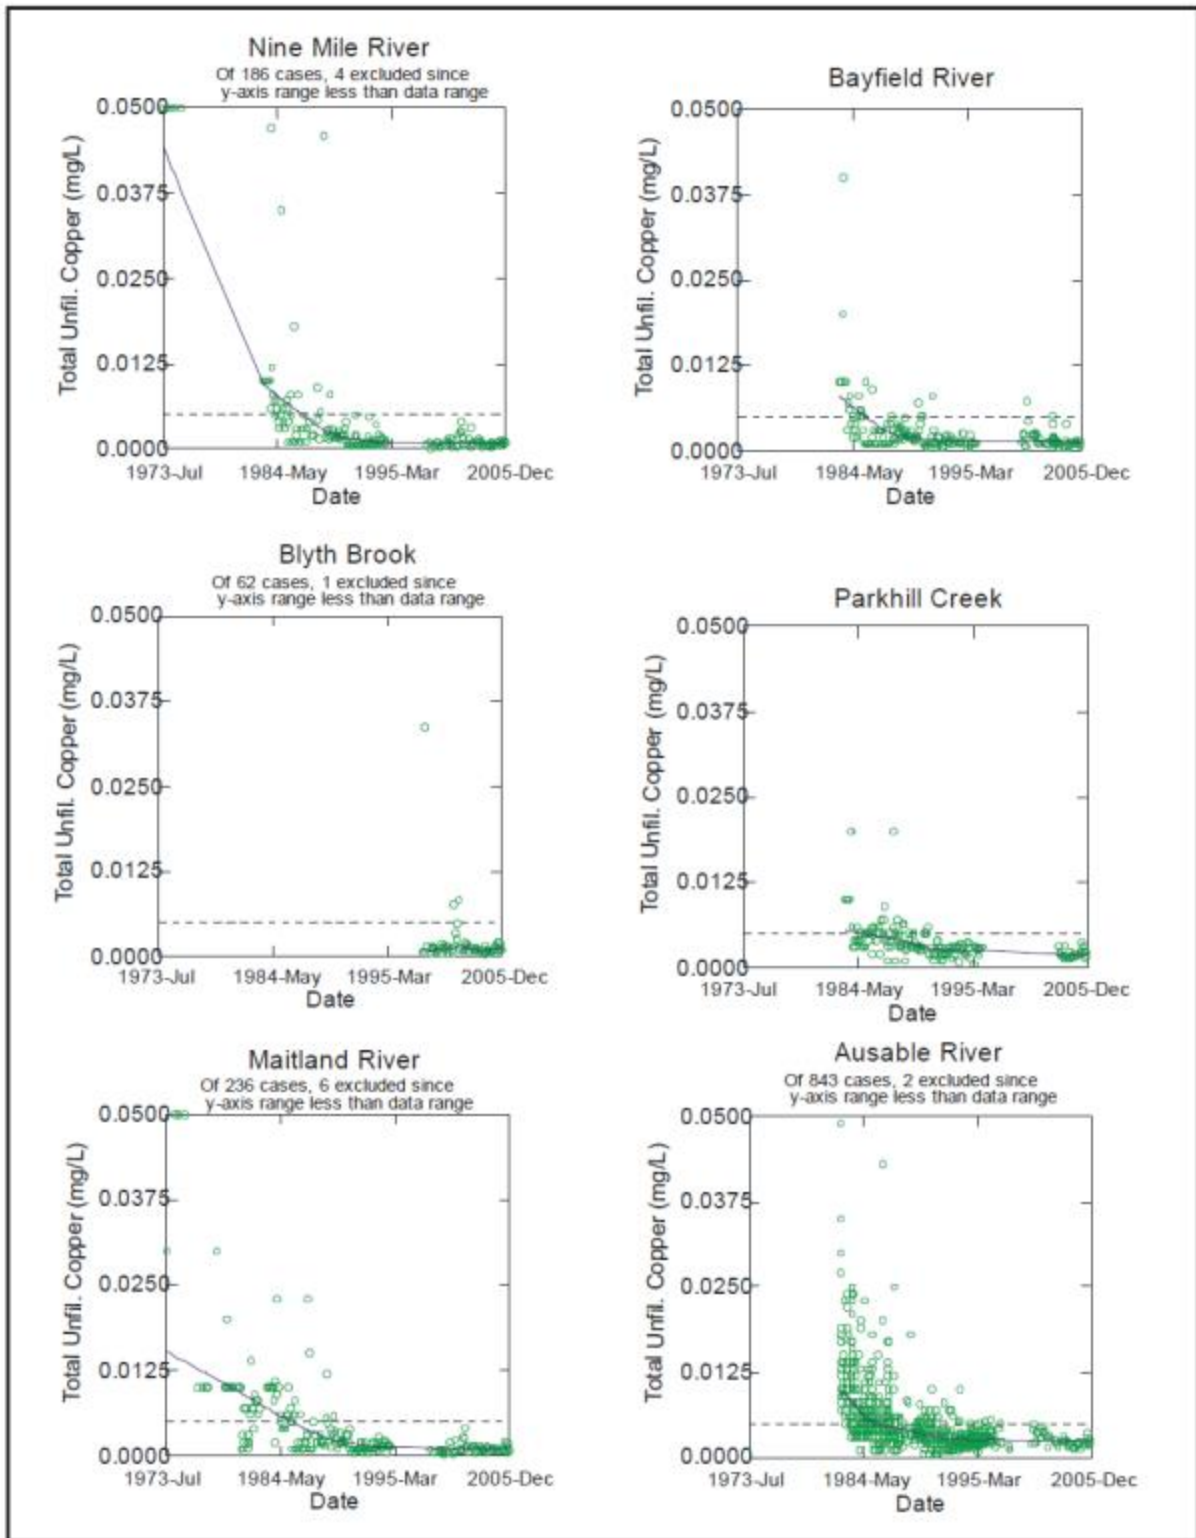 Nine Mile River
Of 186 cases, 4 excluded since
y-axis range less than data range
Total Unfil. Copper (mg/L)
0.0500
0.0375
0.0250
0.0125
0.0000
1973-Jul 1984-May 1995-Mar 2005-Dec
Date
Bayfield River
Total Unfil. Copper (mg/L)
0.0500
0.0375
0.0250
0.0125
0.0000
1973-Jul 1984-May 1995-Mar 2005-Dec
Date
Blyth Brook
Of 62 cases, 1 excluded since
y-axis range less than data range
Total Unfil. Copper (mg/L)
0.0500
0.0375
0.0250
0.0125
0.0000
1973-Jul 1984-May 1995-Mar 2005-Dec
Date
Parkhill Creek
Total Unfil. Copper (mg/L)
0.0500
0.0375
0.0250
0.0125
0.0000
1973-Jul 1984-May 1995-Mar 2005-Dec
Date
Maitland River
Of 236 cases, 6 excluded since
y-axis range less than data range
Total Unfil. Copper (mg/L)
0.0500
0.0375
0.0250
0.0125
0.0000
1973-Jul 1984-May 1995-Mar 2005-Dec
Date
Ausable River
Of 843 cases, 2 excluded since
y-axis range less than data range
Total Unfil. Copper (mg/L)
0.0500
0.0375
0.0250
0.0125
0.0000
1973-Jul 1984-May 1995-Mar 2005-Dec
Date